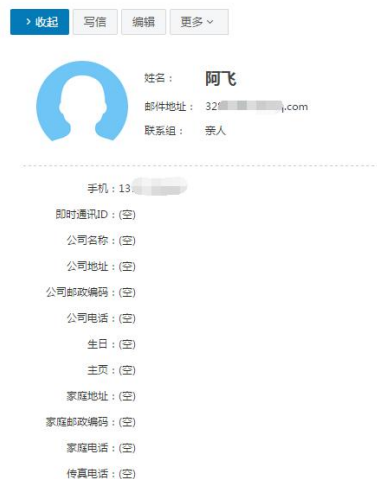 收起 写信 编辑 更多
姓名： 阿飞
邮件地址： 32 .com
联系组： 亲人
手机：13
即时通讯ID：(空)
公司名称：(空)
公司地址：(空)
公司邮政编码：(空)
公司电话：(空)
生日：(空)
主页：(空)
家庭地址：(空)
家庭邮政编码：(空)
家庭电话：(空)
传真电话：(空)